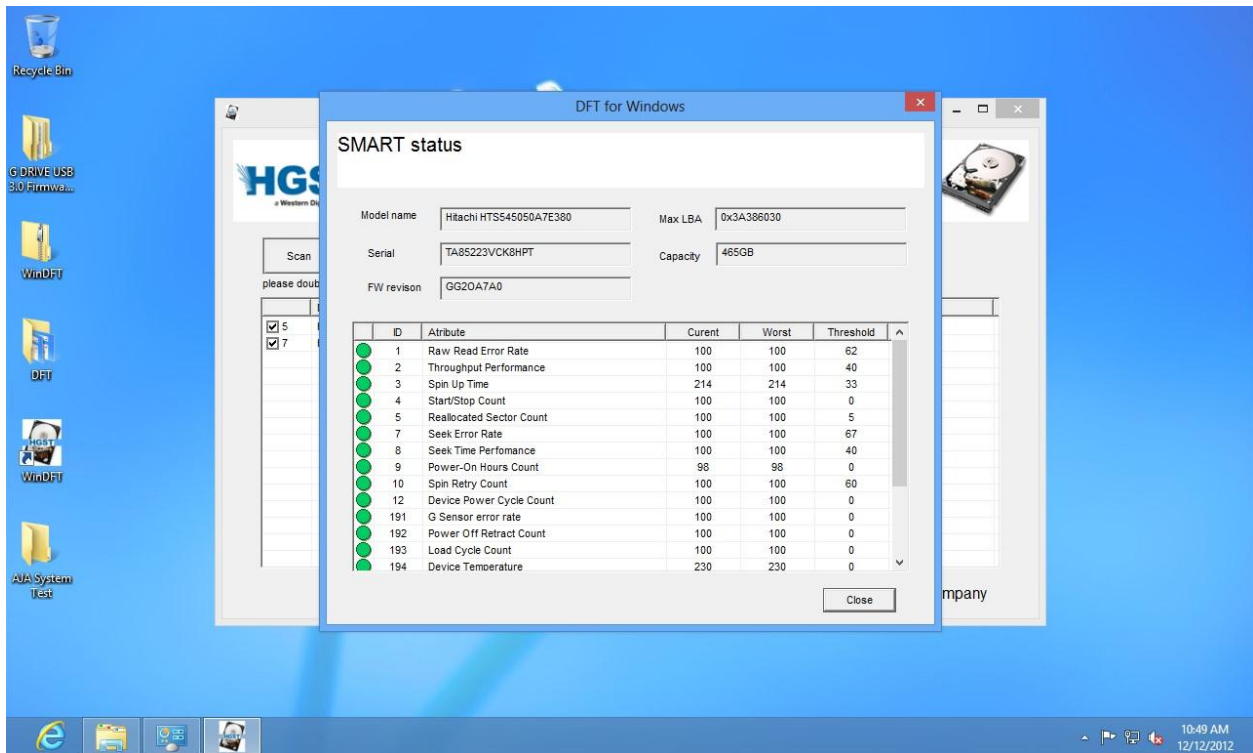 Recycle Bin
G DRIVE USB
3.0 Firmwa...
WinDFT
DFT
HGST
WinDFT
AJA System
Test
DFT for Windows
SMART status
Model name
Hitachi HTS545050A7E380
Max LBA
0x3A386030
Serial
TA85223VCK8HPT
Capacity
465GB
FW revison
GG2OA7A0
ID Atribute Curent Worst Threshold
1 Raw Read Error Rate 100 100 62
2 Throughput Performance 100 100 40
3 Spin Up Time 214 214 33
4 Start/Stop Count 100 100 0
5 Reallocated Sector Count 100 100 5
7 Seek Error Rate 100 100 67
8 Seek Time Perfomance 100 100 40
9 Power-On Hours Count 98 98 0
10 Spin Retry Count 100 100 60
12 Device Power Cycle Count 100 100 0
191 G Sensor error rate 100 100 0
192 Power Off Retract Count 100 100 0
193 Load Cycle Count 100 100 0
194 Device Temperature 230 230 0
Close
HGS
a Western Di
Scan
please doub
5
7
mpany
10:49 AM
12/12/2012